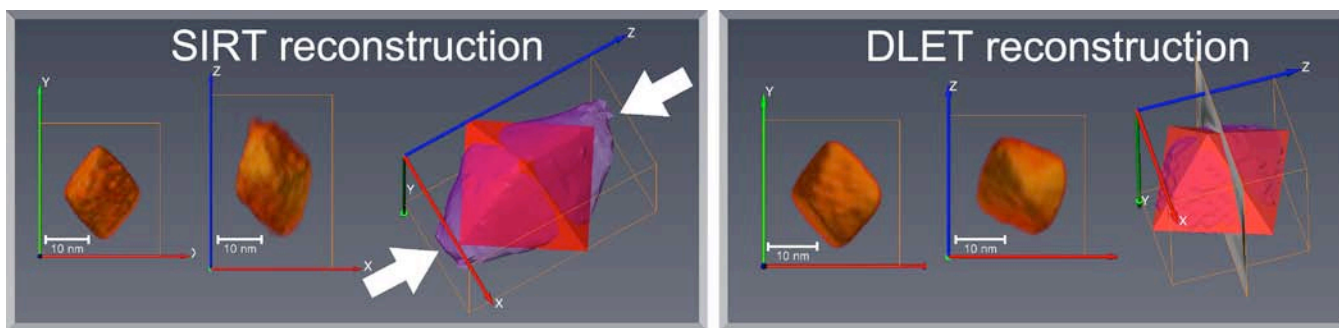 SIRT reconstruction
Y
10 nm
X
Z
10 nm
X
Z
Y
X
DLET reconstruction
Y
10 nm
Z
10 nm
Z
Y
X